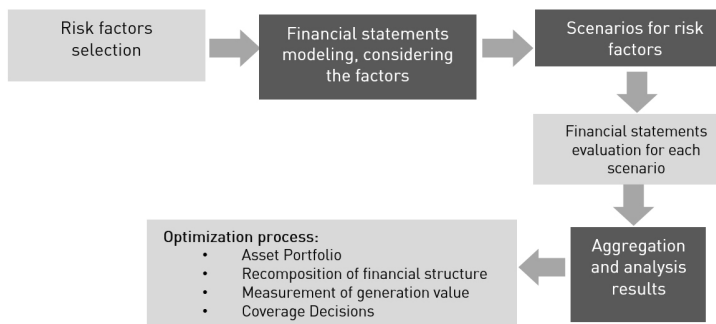 Risk factors
selection
Financial statements
modeling, considering
the factors
Scenarios for risk
factors
Financial statements
evaluation for each
scenario
Aggregation
and analysis
results
Optimization process:
• Asset Portfolio
• Recomposition of financial structure
• Measurement of generation value
• Coverage Decisions